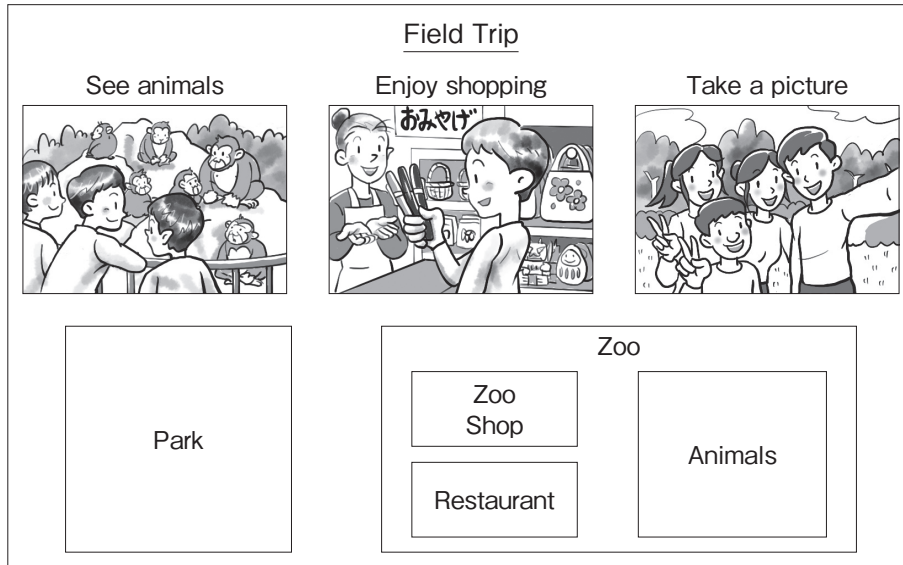 Field Trip
See animals
Enjoy shopping
Take a picture
おみやげ
Park
Zoo
Zoo
Shop
Restaurant
Animals